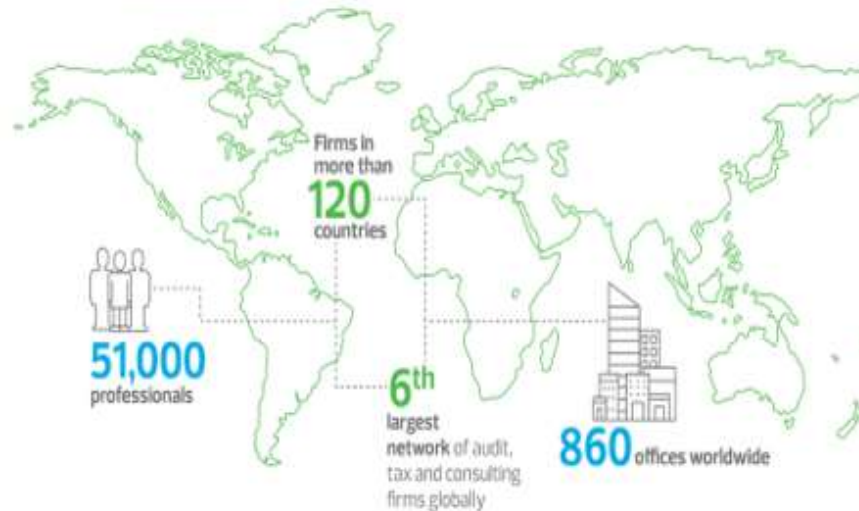 Firms in
more than
120
countries
51,000
professionals
6th
largest
network of audit,
tax and consulting
firms globally
860 offices worldwide